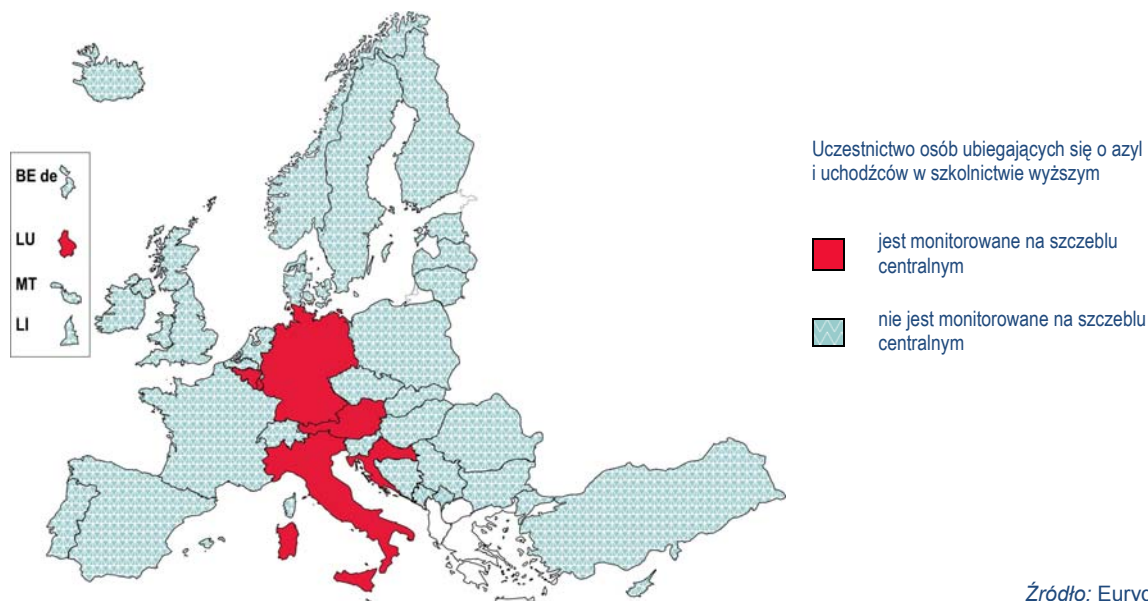 BE de
LU
MT
LI
Uczestnictwo osób ubiegających się o azyl
i uchodźców w szkolnictwie wyższym
jest monitorowane na szczeblu
centralnym
nie jest monitorowane na szczeblu
centralnym
Źródło: